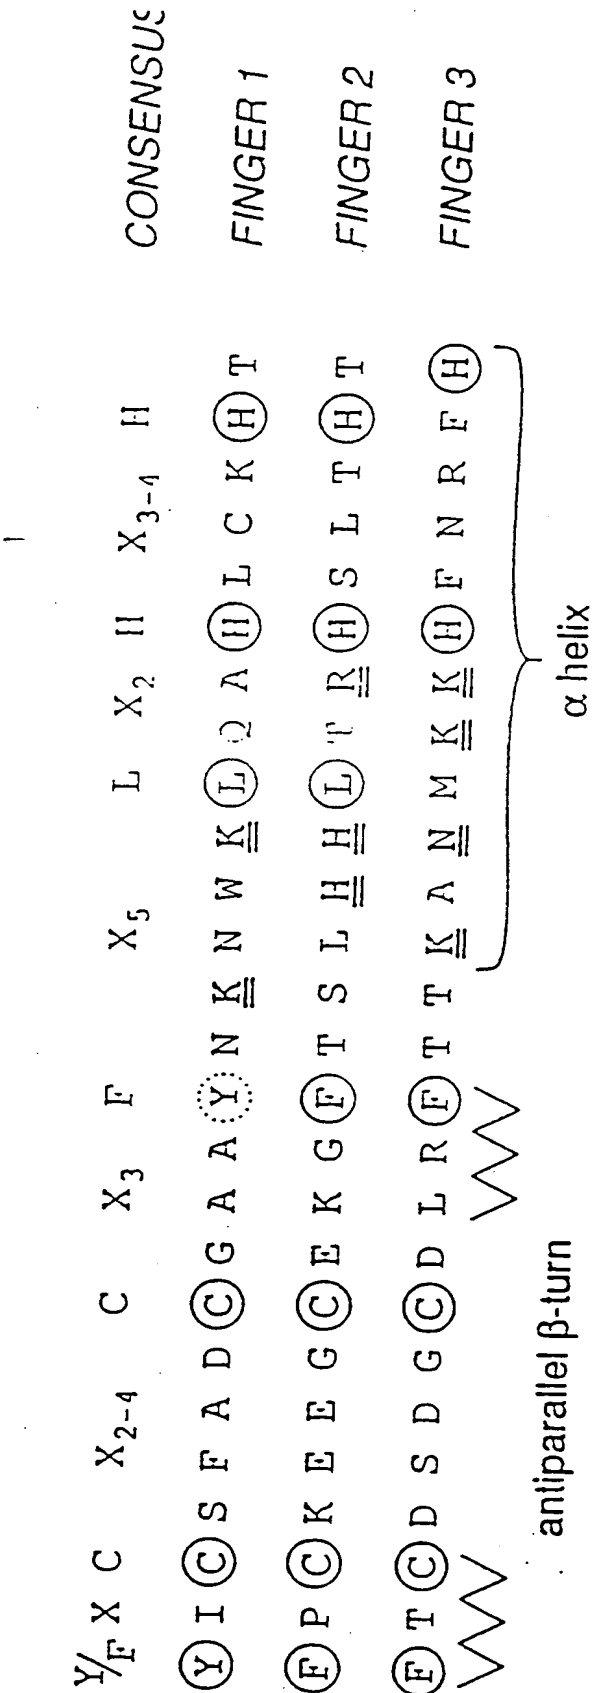 Y/F X C X2-4 C X3 F X5 L X2 H X3-4 H CONSENSUS
Y I C S F A D C G A A Y N K N W K L Q A H L C K H T FINGER 1
F P C K E E G C E K G F T S L H H L T R H S L T H T FINGER 2
F T C D S D G C D L R F T T K A N M K K H F N R F H FINGER 3
antiparallel β-turn α helix